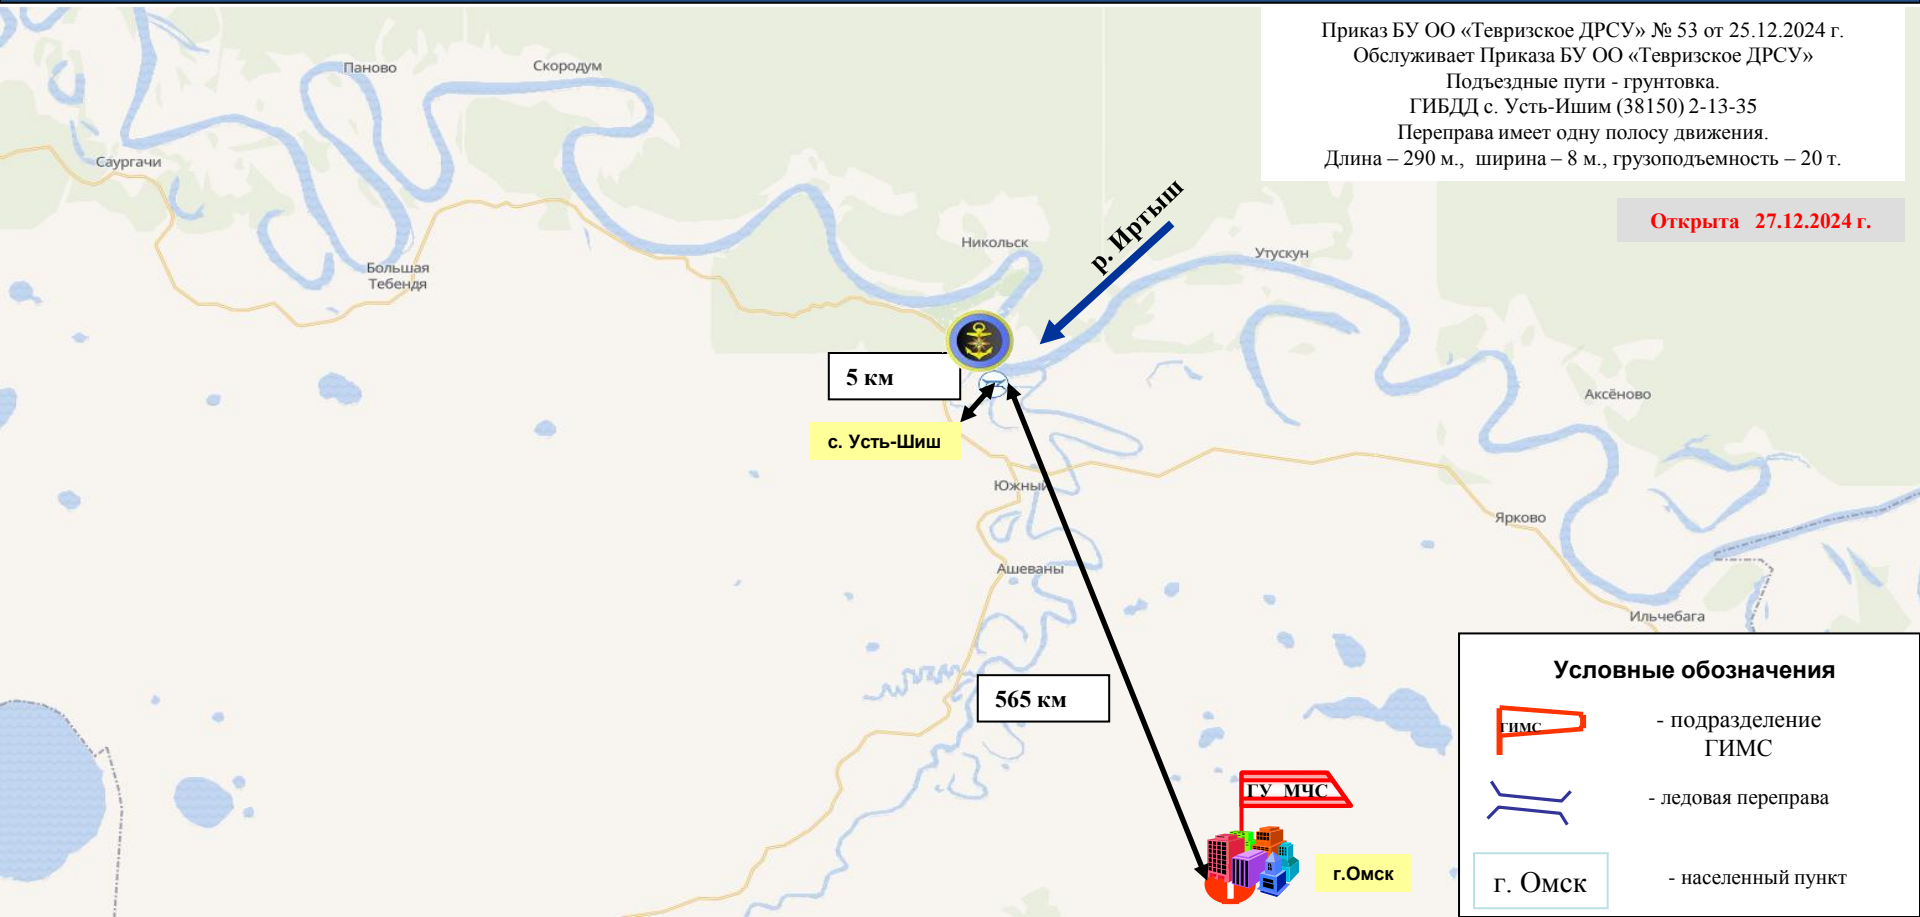 Приказ БУ ОО «Тевризское ДРСУ» № 53 от 25.12.2024 г.
Обслуживает Приказа БУ ОО «Тевризское ДРСУ»
Подъездные пути - грунтовка.
ГИБДД с. Усть-Ишим (38150) 2-13-35
Переправа имеет одну полосу движения.
Длина – 290 м., ширина – 8 м., грузоподъемность – 20 т.
Открыта 27.12.2024 г.
Паново
Скородум
Саургачи
р. Иртыш
Никольск
Утускун
Большая
Тебендя
5 км
Аксёново
с. Усть-Шиш
Южный
Ярково
Ашеваны
Ильчебага
565 км
ГУ МЧС
г.Омск
Условные обозначения
ГИМС
- подразделение
ГИМС
- ледовая переправа
г. Омск
- населенный пункт